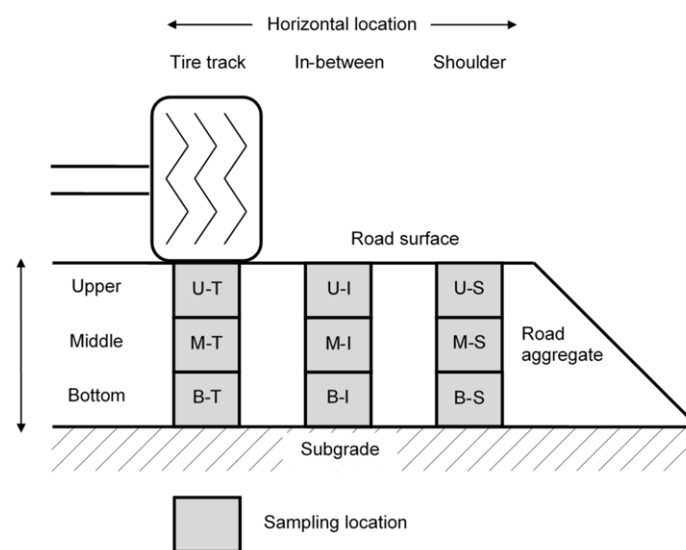 Horizontal location
Tire track In-between Shoulder
Road surface
Upper U-T U-I U-S
Middle M-T M-I M-S
Road
aggregate
Bottom B-T B-I B-S
Subgrade
Sampling location